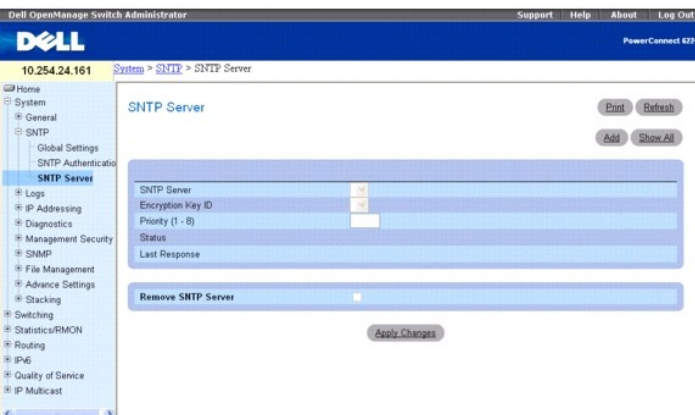 Dell OpenManage Switch Administrator
Support Help About Log Out
DELL
PowerConnect 622
10.254.24.161
System > SNTP > SNTP Server
Home
System
General
SNTP
Global Settings
SNTP Authenticatio
SNTP Server
Logs
IP Addressing
Diagnostics
Management Security
SNMP
File Management
Advance Settings
Stacking
Switching
Statistics/RMON
Routing
IPv6
Quality of Service
IP Multicast
SNTP Server
Print Refresh
Add Show All
SNTP Server
Encryption Key ID
Priority (1 - 8)
Status
Last Response
Remove SNTP Server
Apply Changes